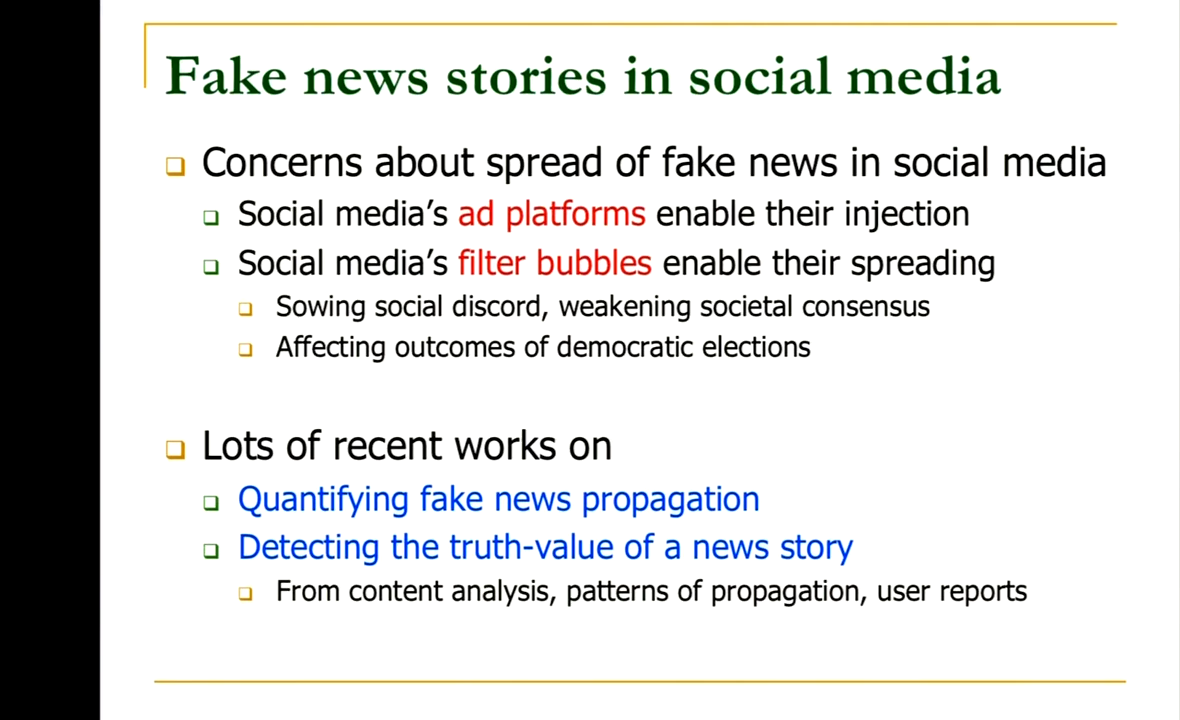 Fake news stories in social media
Concerns about spread of fake news in social media
Social media's ad platforms enable their injection
Social media's filter bubbles enable their spreading
Sowing social discord, weakening societal consensus
Affecting outcomes of democratic elections
Lots of recent works on
Quantifying fake news propagation
Detecting the truth-value of a news story
From content analysis, patterns of propagation, user reports